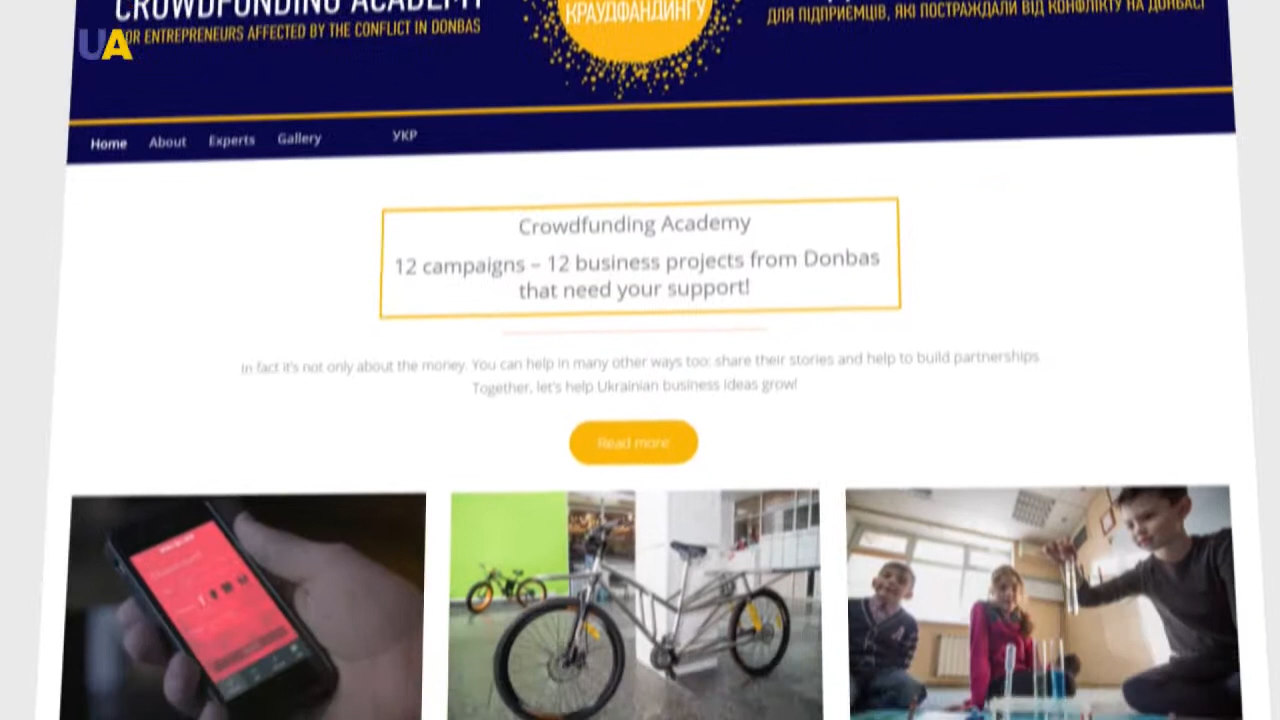 CROWDFUNDING ACADEMY
КРАУДФАНДИНГУ
FOR ENTREPRENEURS AFFECTED BY THE CONFLICT IN DONBAS
ДЛЯ ПІДПРИЄМЦІВ, ЯКІ ПОСТРАЖДАЛИ ВІД КОНФЛІКТУ НА ДОНБАСІ
UA
Home About Experts Gallery УКР
Crowdfunding Academy
12 campaigns – 12 business projects from Donbas
that need your support!
In fact it's not only about the money. You can help in many other ways too: share their stories and help to build partnerships.
Together, let's help Ukrainian business ideas grow!
Read more